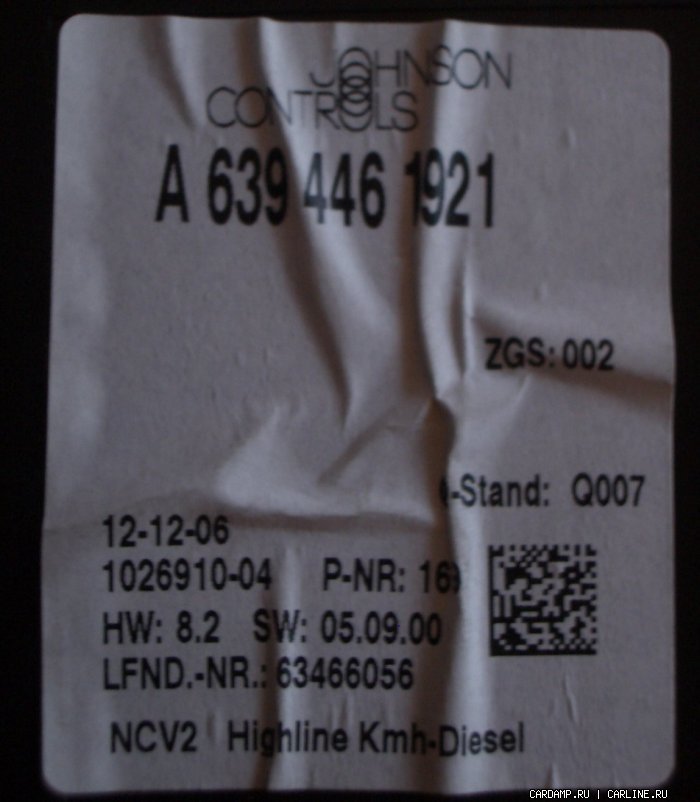 JOHNSON
CONTROLS
A 639 446 1921
ZGS: 002
-Stand: Q007
12-12-06
1026910-04 P-NR:
HW: 8.2 SW: 05.09.00
LFND.-NR.: 63466056
NCV2 Highline Kmh-Diesel
CARDAMP.RU | CARLINE.RU